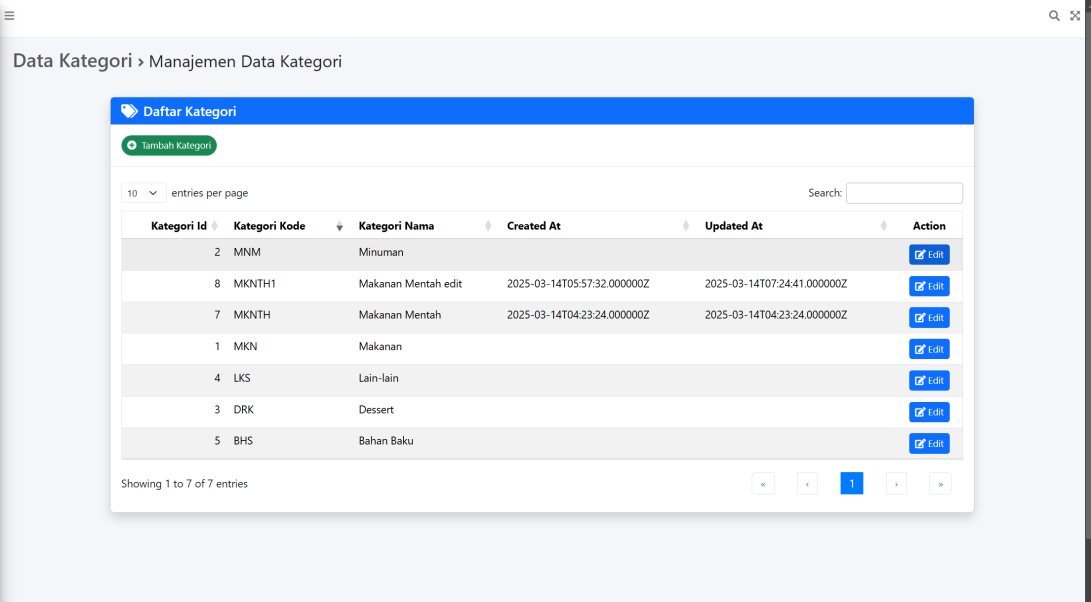 Data Kategori › Manajemen Data Kategori
Daftar Kategori
Tambah Kategori
10 entries per page Search:
Kategori Id Kategori Kode Kategori Nama Created At Updated At Action
2 MNM Minuman Edit
8 MKNTH1 Makanan Mentah edit 2025-03-14T05:57:32.000000Z 2025-03-14T07:24:41.000000Z Edit
7 MKNTH Makanan Mentah 2025-03-14T04:23:24.000000Z 2025-03-14T04:23:24.000000Z Edit
1 MKN Makanan Edit
4 LKS Lain-lain Edit
3 DRK Dessert Edit
5 BHS Bahan Baku Edit
Showing 1 to 7 of 7 entries « ‹ 1 › »